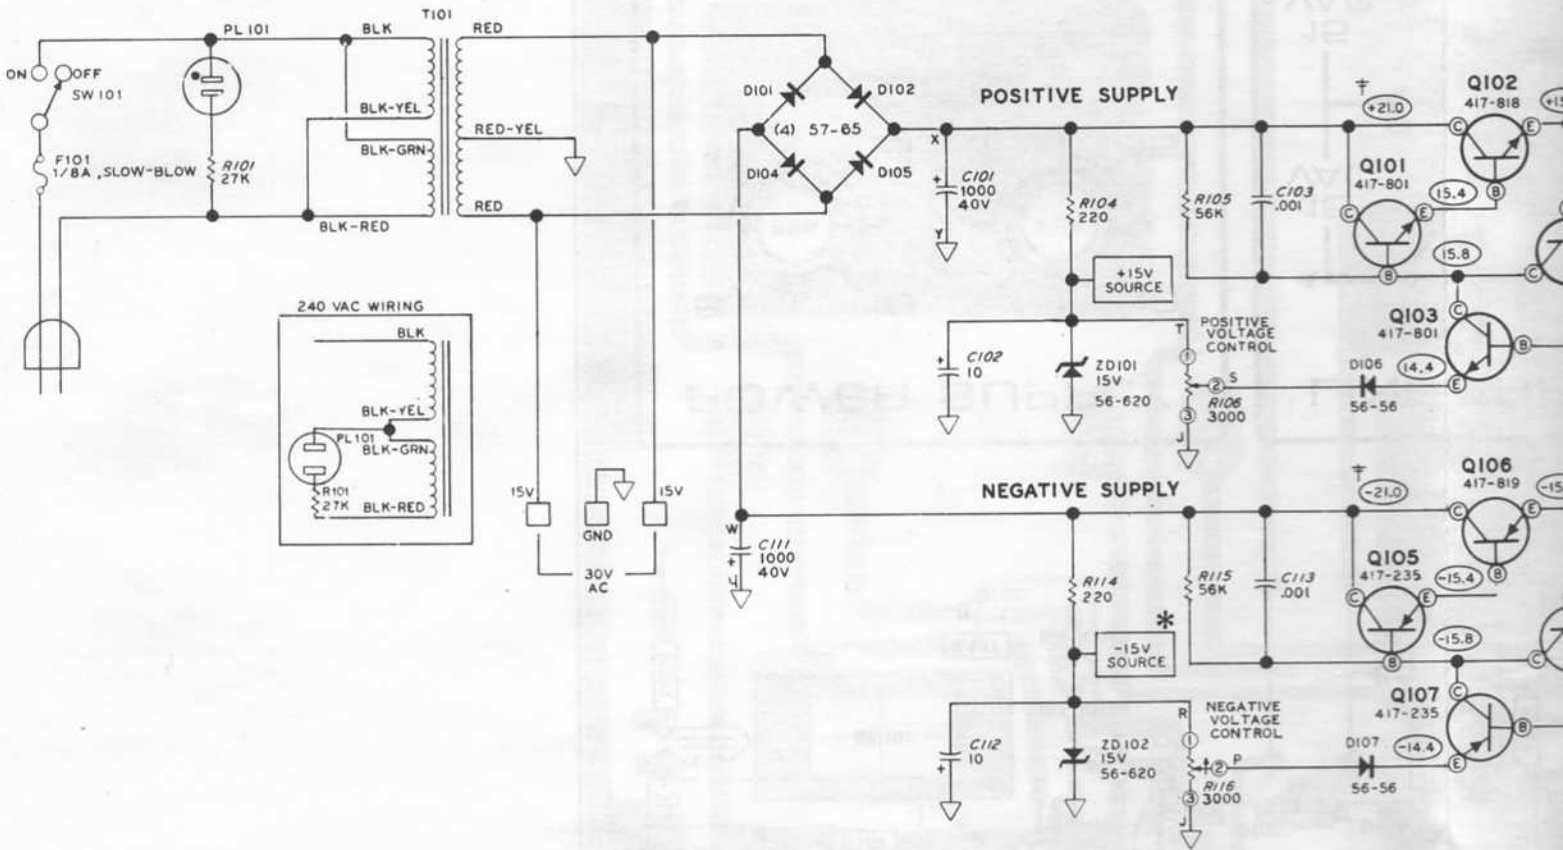 T101
PL 101
BLK
RED
ON
OFF
SW 101
BLK-YEL
RED-YEL
BLK-GRN
F101
1/8A, SLOW-BLOW
R101
27K
BLK-RED
RED
D101
D102
(4) 57-65
D104
D105
POSITIVE SUPPLY
X
C101
1000
40V
+
Y
R104
220
R105
56K
C103
.001
+21.0
Q102
417-818
C
E
B
Q101
417-801
15.4
C
E
B
15.8
C
+15V
SOURCE
C102
10
+
ZD101
15V
56-620
T
POSITIVE
VOLTAGE
CONTROL
1
2
S
R106
3000
3
J
D106
56-56
Q103
417-801
14.4
C
B
E
240 VAC WIRING
BLK
BLK-YEL
PL101
BLK-GRN
R101
27K
BLK-RED
15V
GND
15V
30V
AC
NEGATIVE SUPPLY
W
C111
1000
40V
+
U
R114
220
R115
56K
C113
.001
-21.0
Q106
417-819
C
E
B
Q105
417-235
-15.4
C
E
B
-15.8
C
*
-15V
SOURCE
C112
10
+
ZD102
15V
56-620
R
NEGATIVE
VOLTAGE
CONTROL
1
2
P
R116
3000
3
J
D107
56-56
Q107
417-235
-14.4
C
B
E